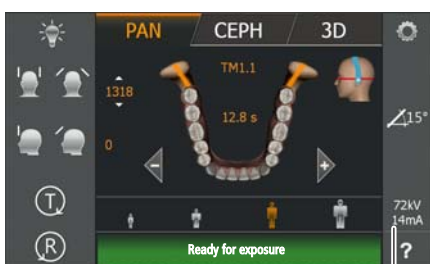 PAN
CEPH
3D
TM1.1
1318
12.8 s
15°
0
T
72kV
14mA
R
Ready for exposure
?